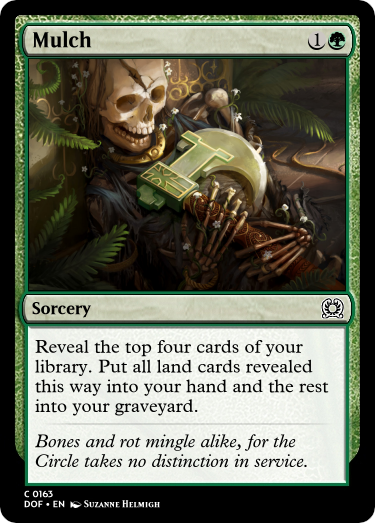 Mulch 1
Sorcery
Reveal the top four cards of your
library. Put all land cards revealed
this way into your hand and the rest
into your graveyard.
Bones and rot mingle alike, for the
Circle takes no distinction in service.
C 0163
DOF • EN Suzanne Helmigh